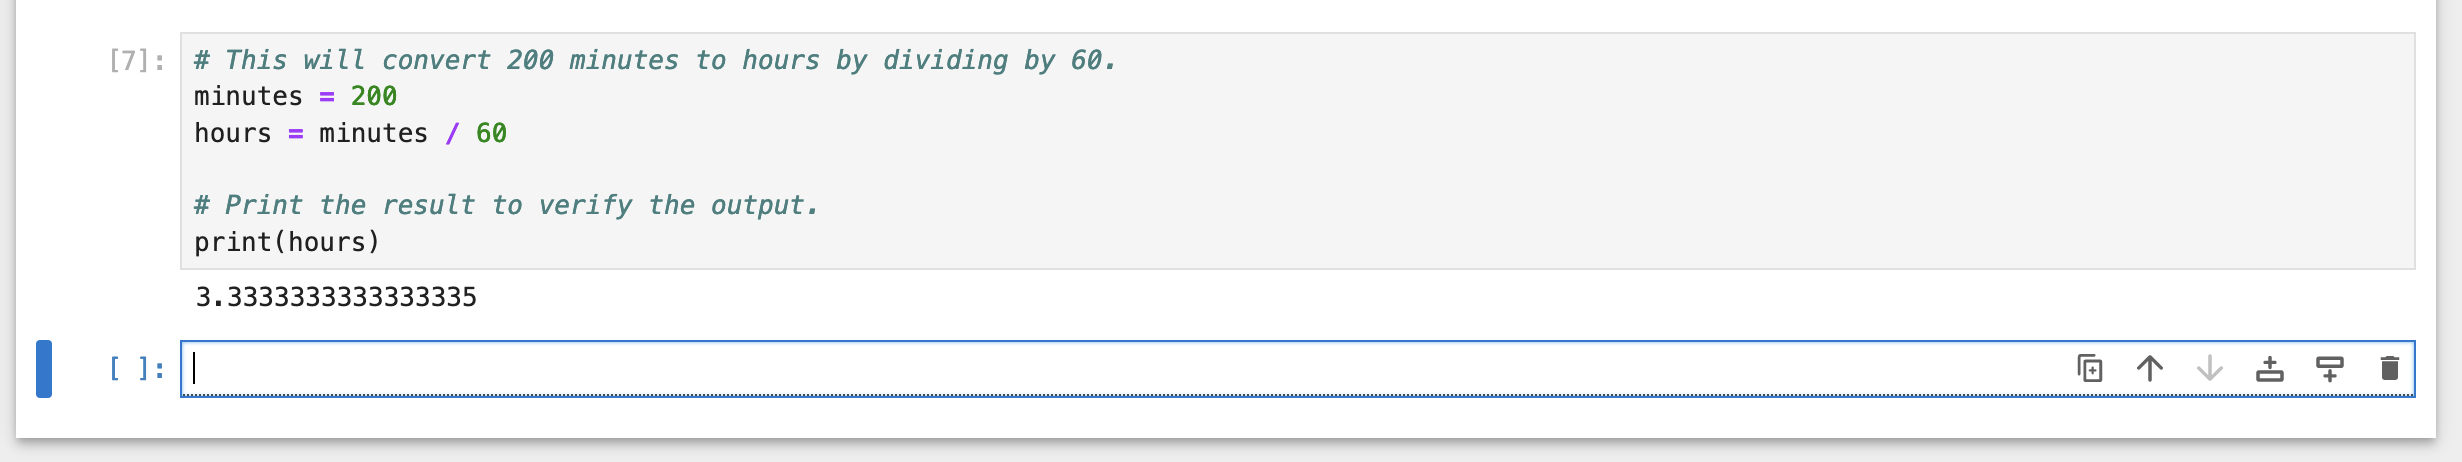 [7]:
# This will convert 200 minutes to hours by dividing by 60.
minutes = 200
hours = minutes / 60
# Print the result to verify the output.
print(hours)
3.3333333333333335
[ ]: